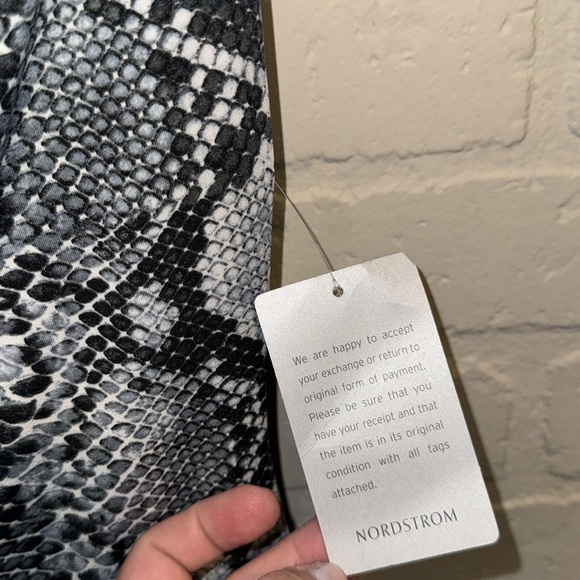 We are happy to accept
your exchange or return to
original form of payment.
Please be sure that you
have your receipt and that
the item is in its original
condition with all tags
attached.
NORDSTROM